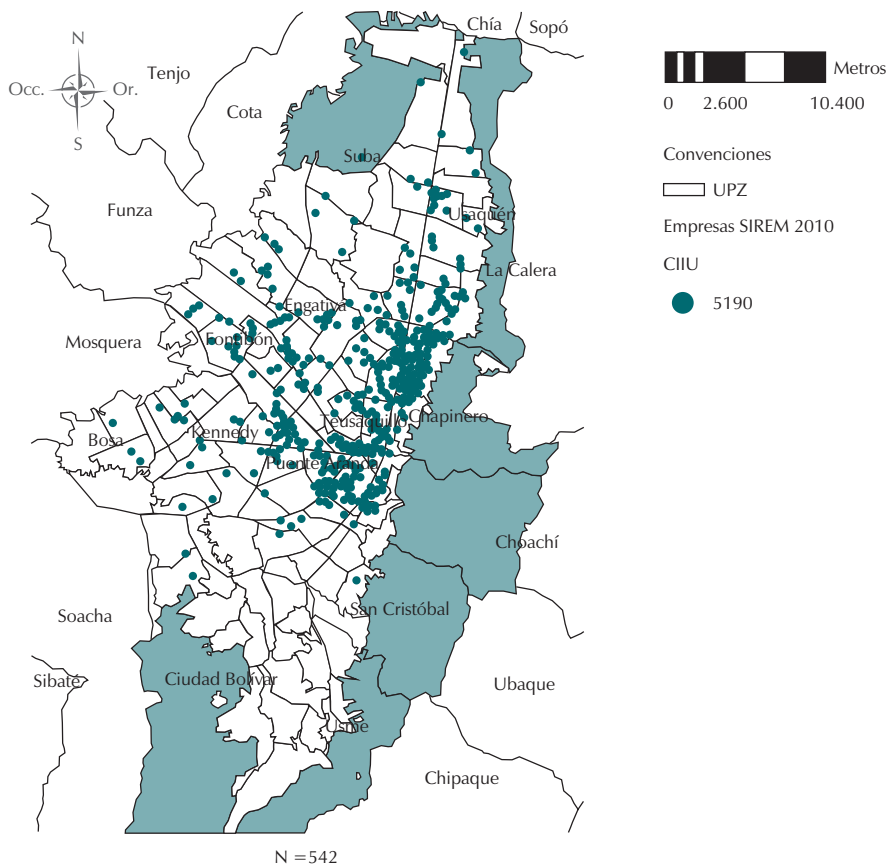 Chía
Sopó
N
Tenjo
Occ.
Or.
Cota
S
Suba
Funza
Usaquén
La Calera
Engativá
Mosquera
Fontibón
Teusaquillo
Chapinero
Bosa
Kennedy
Puente Aranda
Choachí
San Cristóbal
Soacha
Sibaté
Ciudad Bolívar
Ubaque
Usme
Chipaque
N =542
Metros
0 2.600 10.400
Convenciones
UPZ
Empresas SIREM 2010
CIIU
5190